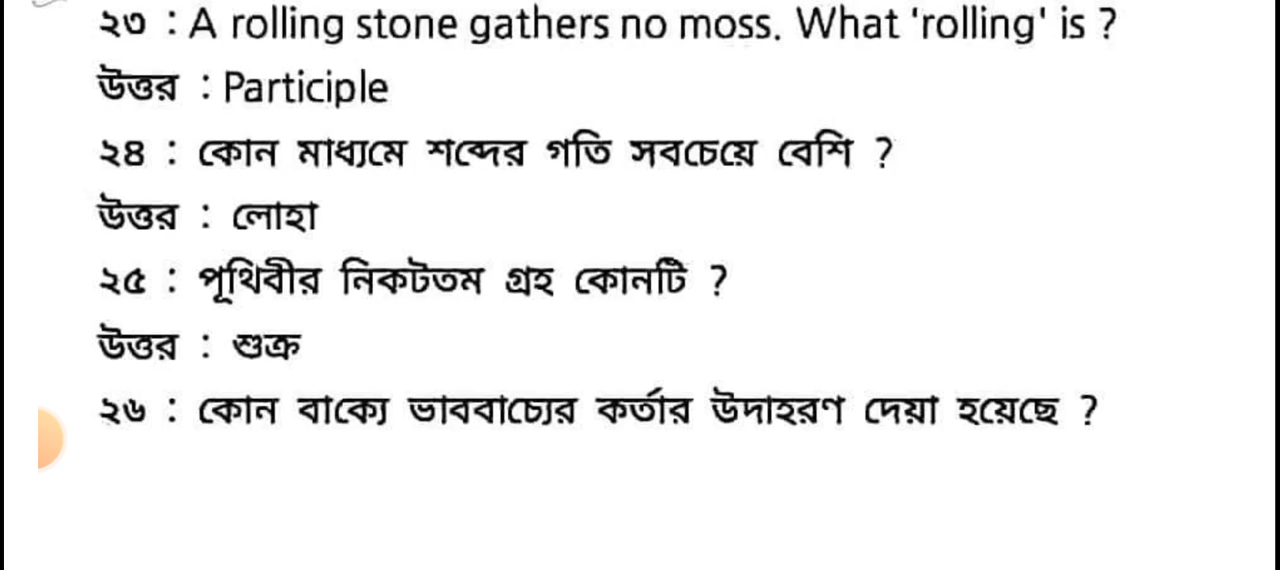 ২৩ : A rolling stone gathers no moss. What 'rolling' is ?
উত্তর : Participle
২৪ : কোন মাধ্যমে শব্দের গতি সবচেয়ে বেশি ?
উত্তর : লোহা
২৫ : পৃথিবীর নিকটতম গ্রহ কোনটি ?
উত্তর : শুক্র
২৬ : কোন বাক্যে ভাববাচ্যের কর্তার উদাহরণ দেয়া হয়েছে ?